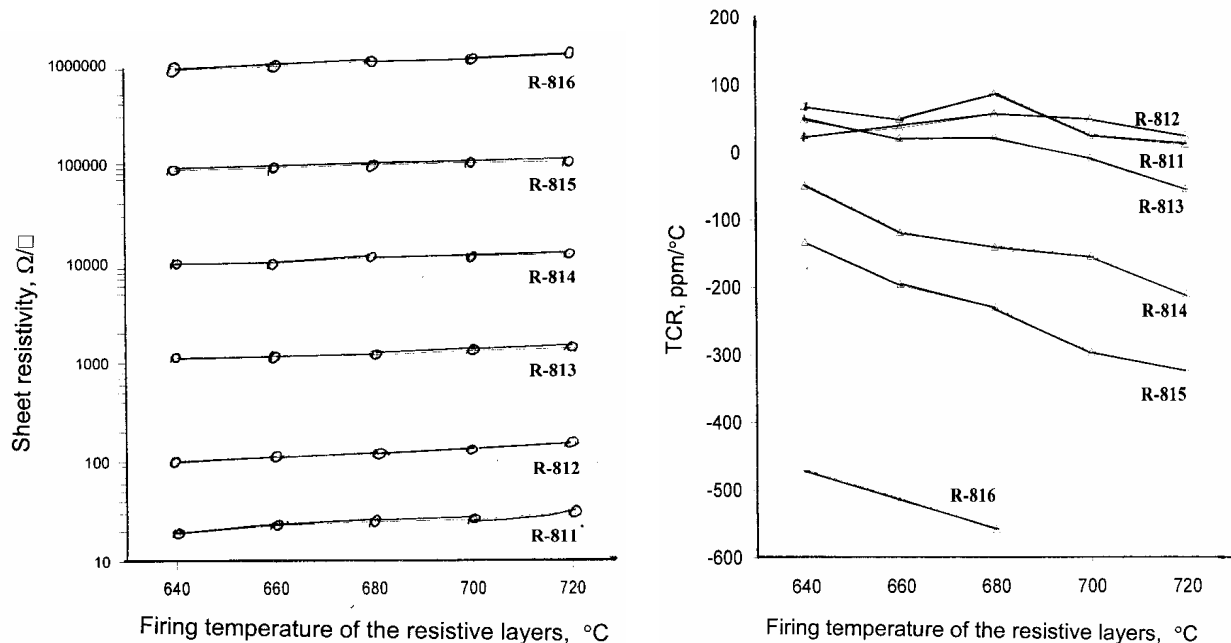 1000000
100000
10000
1000
100
10
Sheet resistivity, Ω/□
R-816
R-815
R-814
R-813
R-812
R-811
640 660 680 700 720
Firing temperature of the resistive layers, °C
200
100
0
-100
-200
-300
-400
-500
-600
TCR, ppm/°C
R-812
R-811
R-813
R-814
R-815
R-816
640 660 680 700 720
Firing temperature of the resistive layers, °C